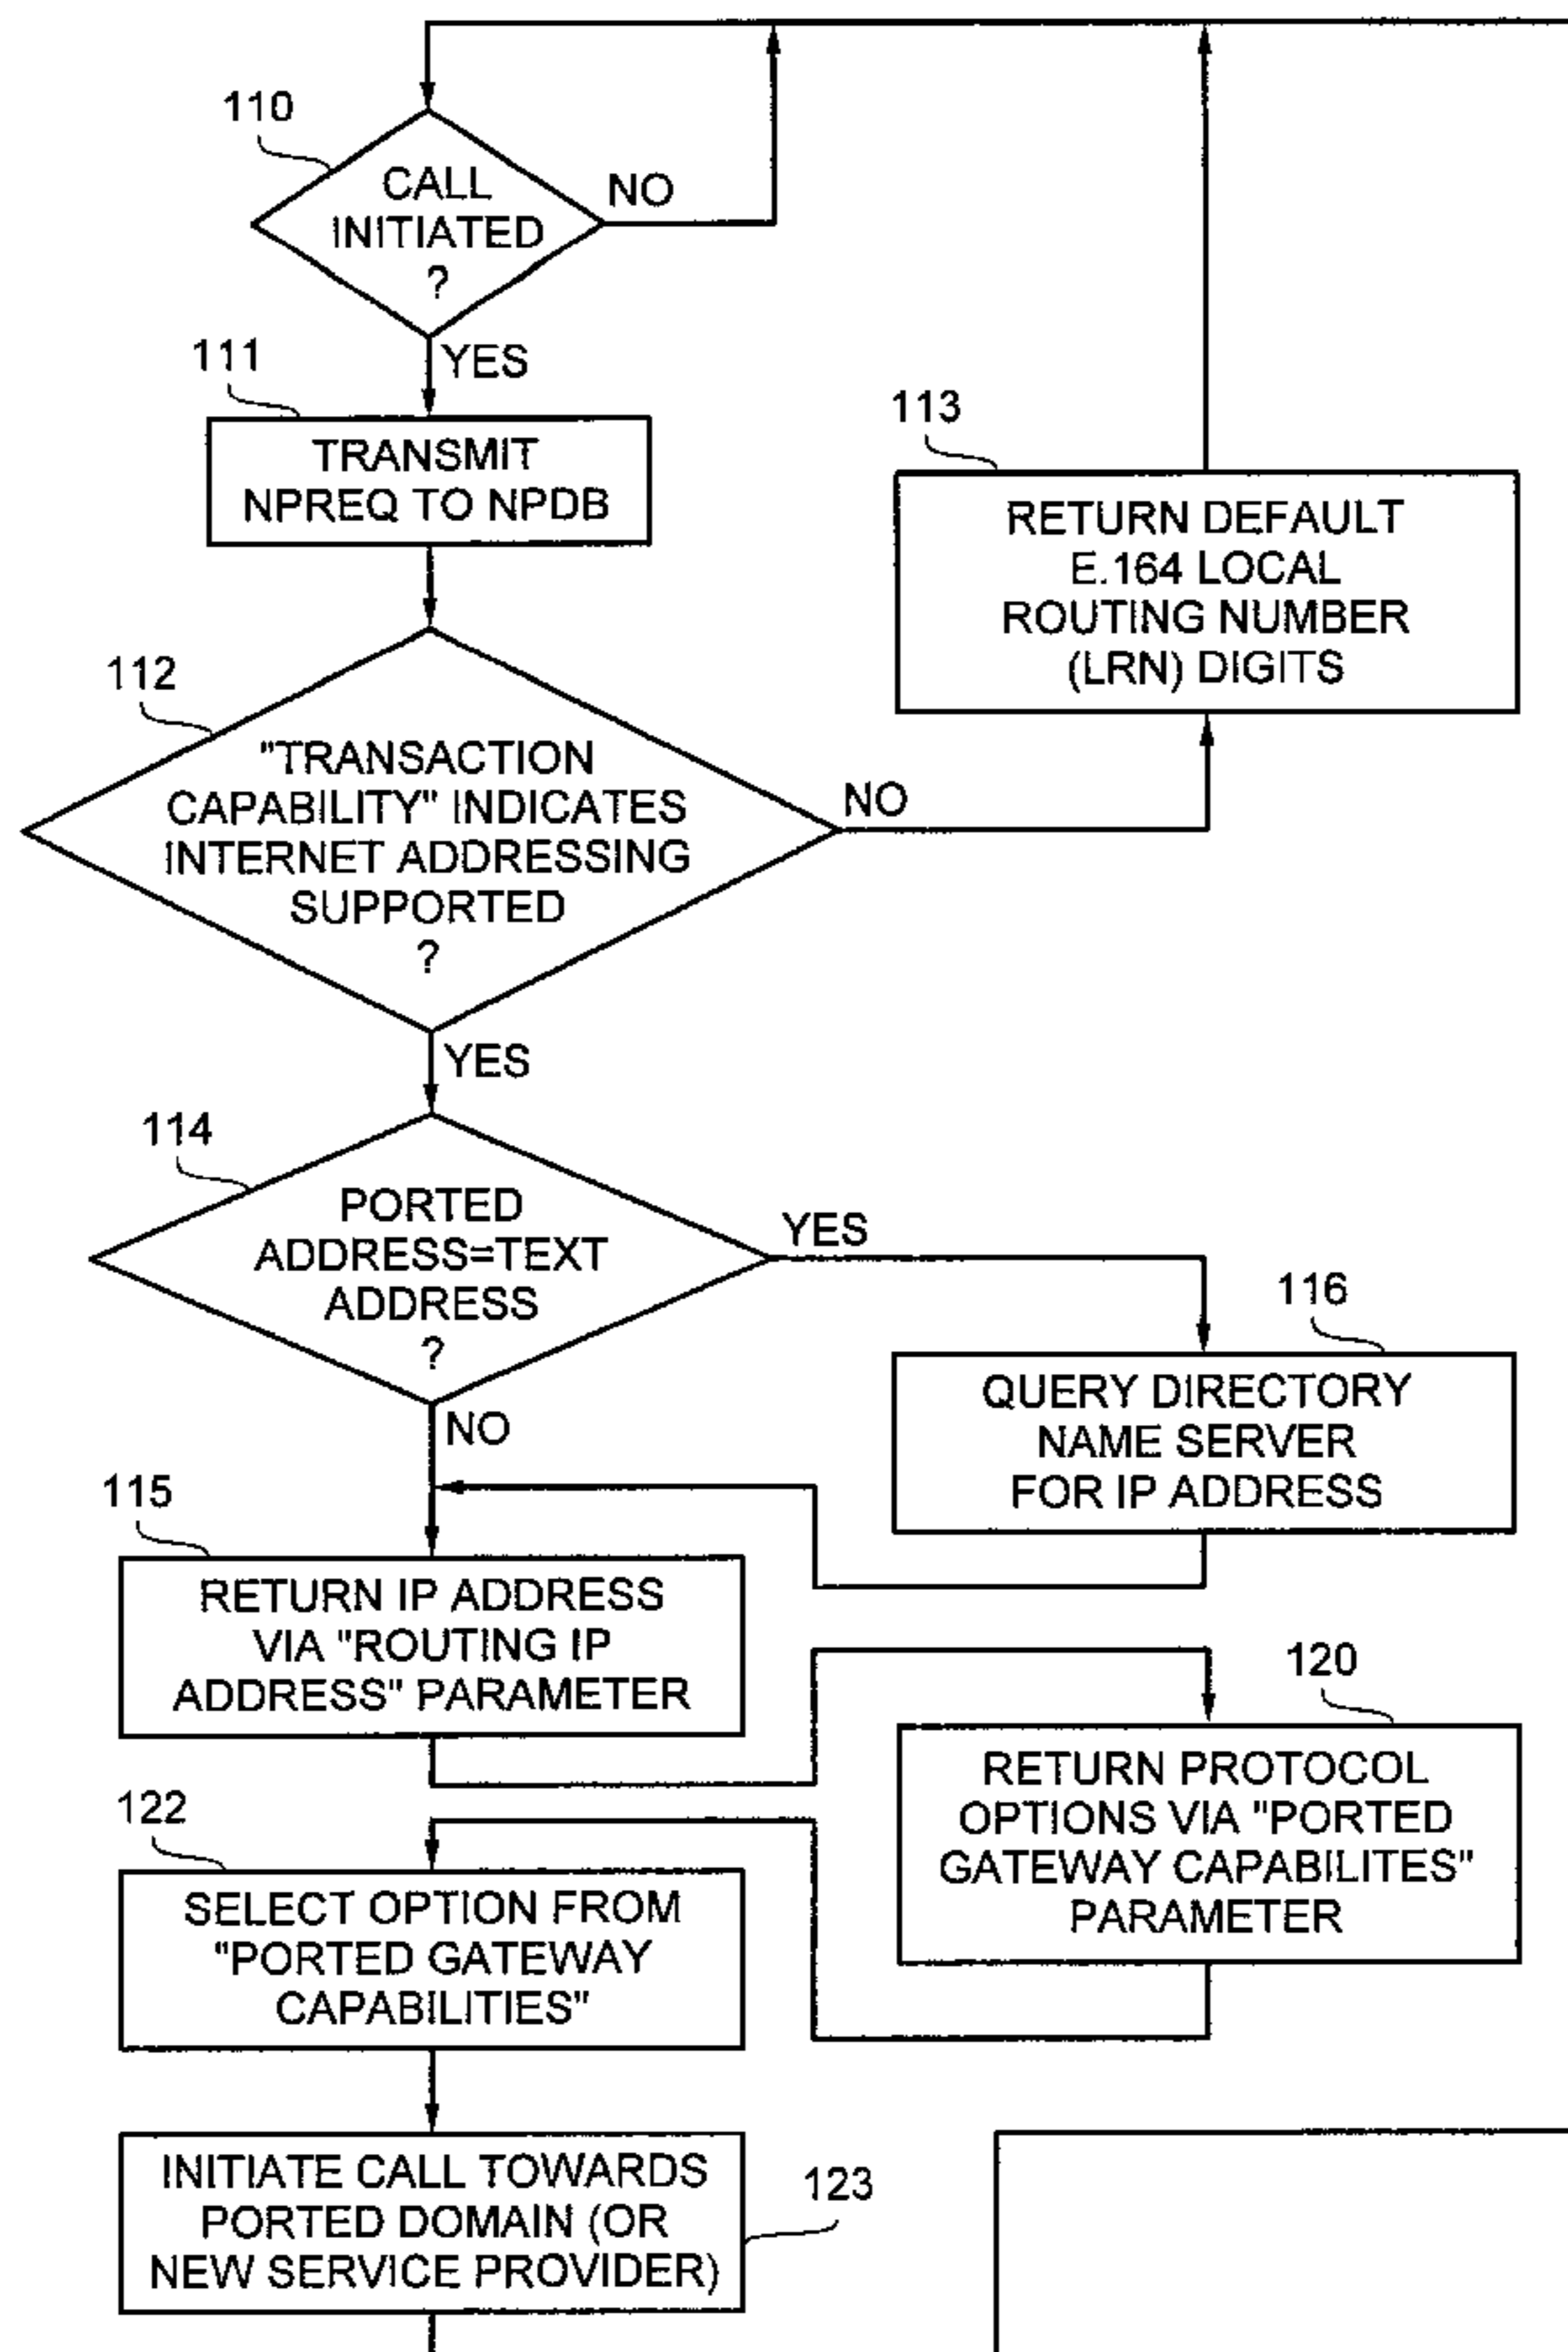 110
CALL
INITIATED
?
NO
YES
111
TRANSMIT
NPREQ TO NPDB
113
RETURN DEFAULT
E.164 LOCAL
ROUTING NUMBER
(LRN) DIGITS
112
"TRANSACTION
CAPABILITY" INDICATES
INTERNET ADDRESSING
SUPPORTED
?
NO
YES
114
PORTED
ADDRESS=TEXT
ADDRESS
?
YES
NO
116
QUERY DIRECTORY
NAME SERVER
FOR IP ADDRESS
115
RETURN IP ADDRESS
VIA "ROUTING IP
ADDRESS" PARAMETER
120
RETURN PROTOCOL
OPTIONS VIA "PORTED
GATEWAY CAPABILITES"
PARAMETER
122
SELECT OPTION FROM
"PORTED GATEWAY
CAPABILITIES"
INITIATE CALL TOWARDS
PORTED DOMAIN (OR
NEW SERVICE PROVIDER)
123